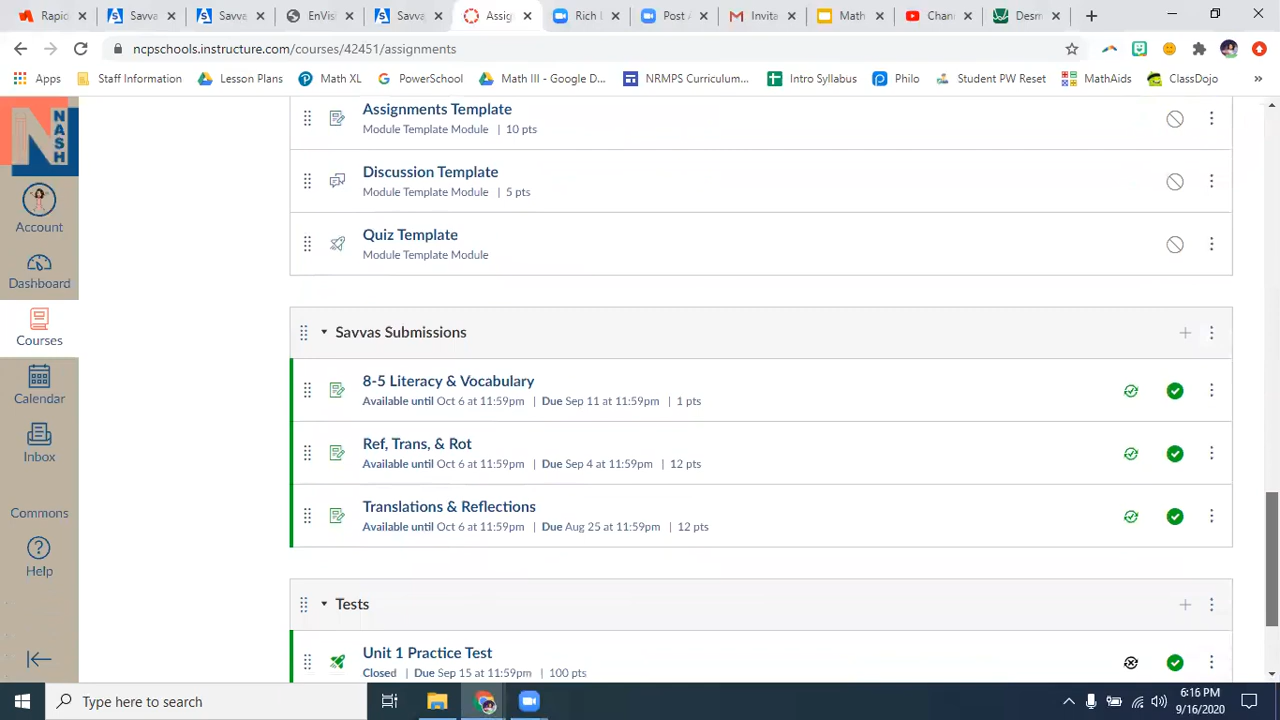 Rapid
Savva
Savva
EnVis
Savva
Assig
Rich L
Post A
Invita
Math
Chan
Desm
ncpschools.instructure.com/courses/42451/assignments
Apps
Staff Information
Lesson Plans
Math XL
PowerSchool
Math III - Google D...
NRMPS Curriculum...
Intro Syllabus
Philo
Student PW Reset
MathAids
ClassDojo
»
NASH
Account
Dashboard
Courses
Calendar
Inbox
Commons
Help
Assignments Template
Module Template Module | 10 pts
Discussion Template
Module Template Module | 5 pts
Quiz Template
Module Template Module
Savvas Submissions
8-5 Literacy & Vocabulary
Available until Oct 6 at 11:59pm | Due Sep 11 at 11:59pm | 1 pts
Ref, Trans, & Rot
Available until Oct 6 at 11:59pm | Due Sep 4 at 11:59pm | 12 pts
Translations & Reflections
Available until Oct 6 at 11:59pm | Due Aug 25 at 11:59pm | 12 pts
Tests
Unit 1 Practice Test
Closed | Due Sep 15 at 11:59pm | 100 pts
Type here to search
6:16 PM
9/16/2020